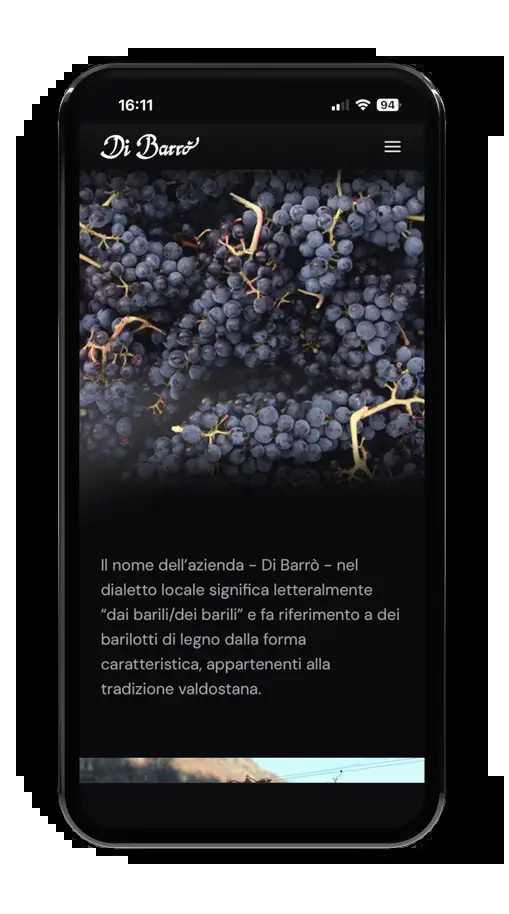 16:11
94
Di Barrò
Il nome dell’azienda – Di Barrò – nel
dialetto locale significa letteralmente
“dai barili/dei barili” e fa riferimento a dei
barilotti di legno dalla forma
caratteristica, appartenenti alla
tradizione valdostana.